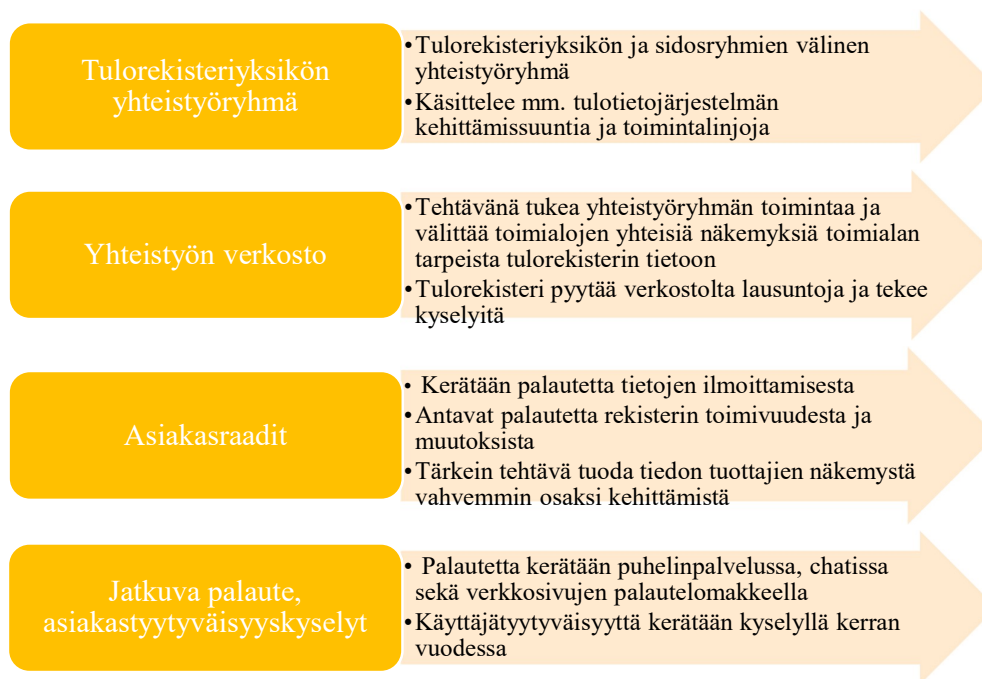 Tulorekisteriyksikön
yhteistyöryhmä
•Tulorekisteriyksikön ja sidosryhmien välinen
yhteistyöryhmä
•Käsittelee mm. tulotietojärjestelmän
kehittämissuuntia ja toimintalinjoja
Yhteistyön verkosto
•Tehtävänä tukea yhteistyöryhmän toimintaa ja
välittää toimialojen yhteisiä näkemyksiä toimialan
tarpeista tulorekisterin tietoon
•Tulorekisteri pyytää verkostolta lausuntoja ja tekee
kyselyitä
Asiakasraadit
• Kerätään palautetta tietojen ilmoittamisesta
•Antavat palautetta rekisterin toimivuudesta ja
muutoksista
•Tärkein tehtävä tuoda tiedon tuottajien näkemystä
vahvemmin osaksi kehittämistä
Jatkuva palaute,
asiakastyytyväisyyskyselyt
• Palautetta kerätään puhelinpalvelussa, chatissa
sekä verkkosivujen palautelomakkeella
•Käyttäjätyytyväisyyttä kerätään kyselyllä kerran
vuodessa